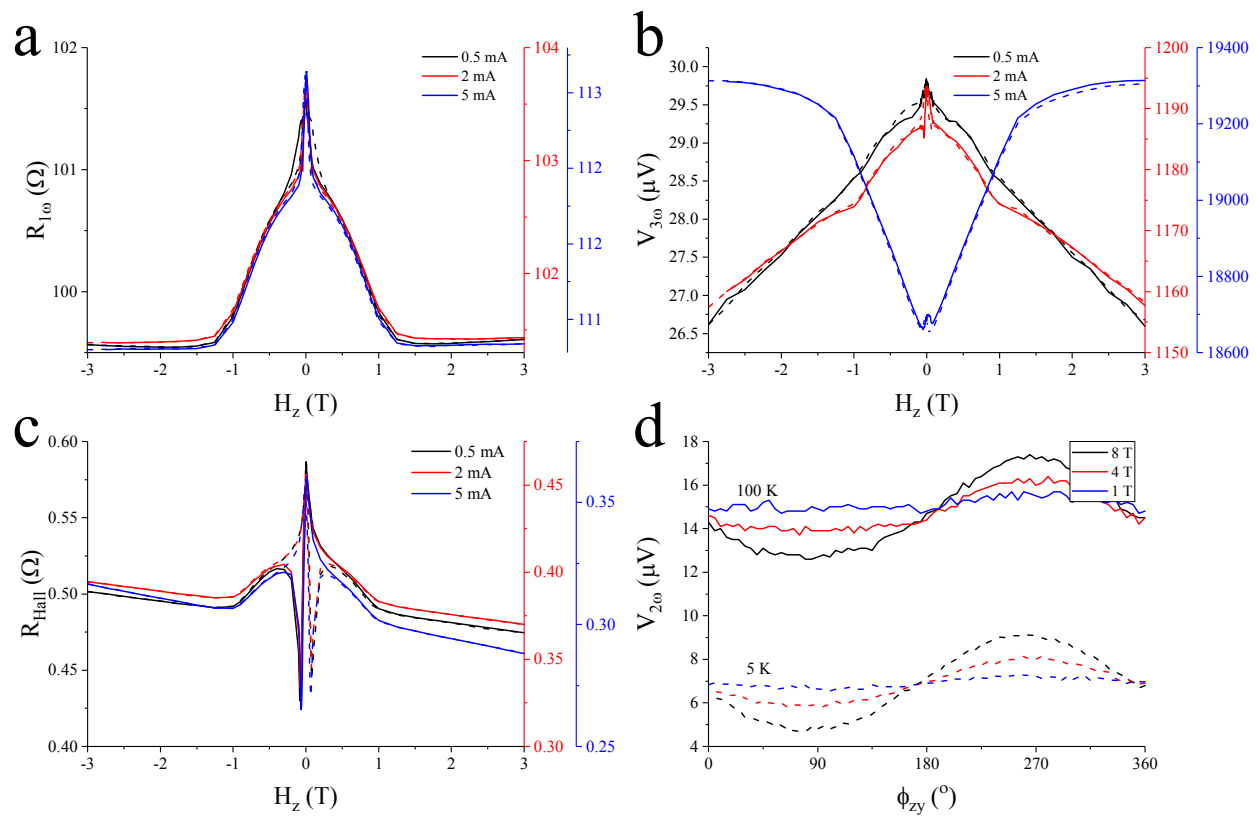 a
102
101
100
R1ω (Ω)
-3 -2 -1 0 1 2 3
Hz (T)
0.5 mA
2 mA
5 mA
104
103
102
113
112
112
111
b
30.0
29.5
29.0
28.5
28.0
27.5
27.0
26.5
V3ω (μV)
-3 -2 -1 0 1 2 3
Hz (T)
0.5 mA
2 mA
5 mA
1200
1190
1180
1170
1160
1150
19400
19200
19000
18800
18600
c
0.60
0.55
0.50
0.45
0.40
RHall (Ω)
-3 -2 -1 0 1 2 3
Hz (T)
0.5 mA
2 mA
5 mA
0.45
0.40
0.35
0.30
0.35
0.30
0.25
d
18
16
14
12
10
8
6
4
V2ω (μV)
0 90 180 270 360
ϕzy (°)
8 T
4 T
1 T
100 K
5 K